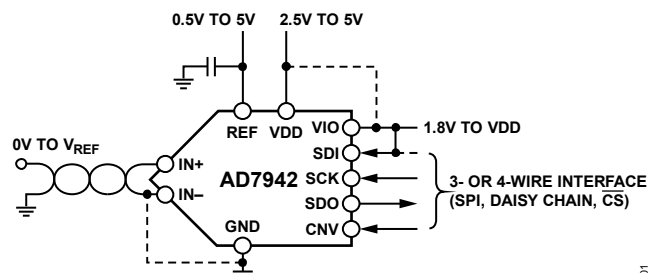 0.5V TO 5V
2.5V TO 5V
REF
VDD
VIO
1.8V TO VDD
0V TO VREF
SDI
IN+
AD7942
SCK
3- OR 4-WIRE INTERFACE
(SPI, DAISY CHAIN, CS)
IN–
SDO
GND
CNV